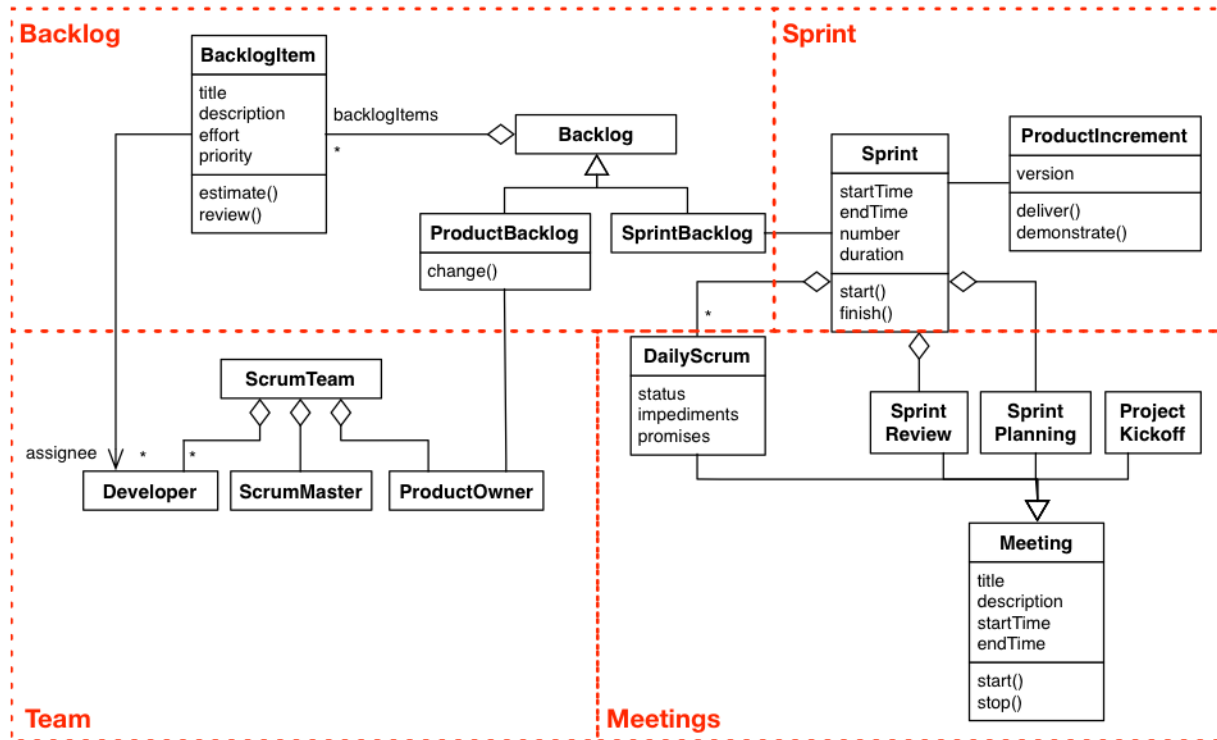 Backlog
BacklogItem
title
description
effort
priority
estimate()
review()
backlogItems
*
Backlog
ProductBacklog
change()
SprintBacklog
Sprint
Sprint
startTime
endTime
number
duration
start()
finish()
ProductIncrement
version
deliver()
demonstrate()
*
ScrumTeam
assignee
*
*
Developer
ScrumMaster
ProductOwner
Team
DailyScrum
status
impediments
promises
Sprint
Review
Sprint
Planning
Project
Kickoff
Meeting
title
description
startTime
endTime
start()
stop()
Meetings